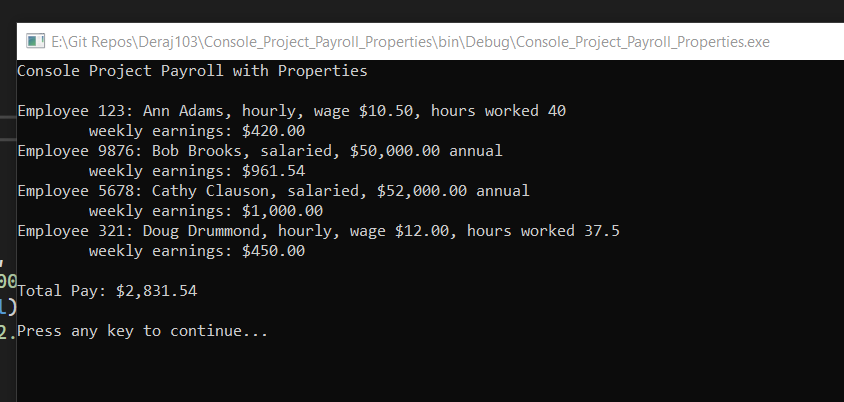 E:\Git Repos\Deraj103\Console_Project_Payroll_Properties\bin\Debug\Console_Project_Payroll_Properties.exe
Console Project Payroll with Properties
Employee 123: Ann Adams, hourly, wage $10.50, hours worked 40
weekly earnings: $420.00
Employee 9876: Bob Brooks, salaried, $50,000.00 annual
weekly earnings: $961.54
Employee 5678: Cathy Clauson, salaried, $52,000.00 annual
weekly earnings: $1,000.00
Employee 321: Doug Drummond, hourly, wage $12.00, hours worked 37.5
weekly earnings: $450.00
Total Pay: $2,831.54
Press any key to continue...